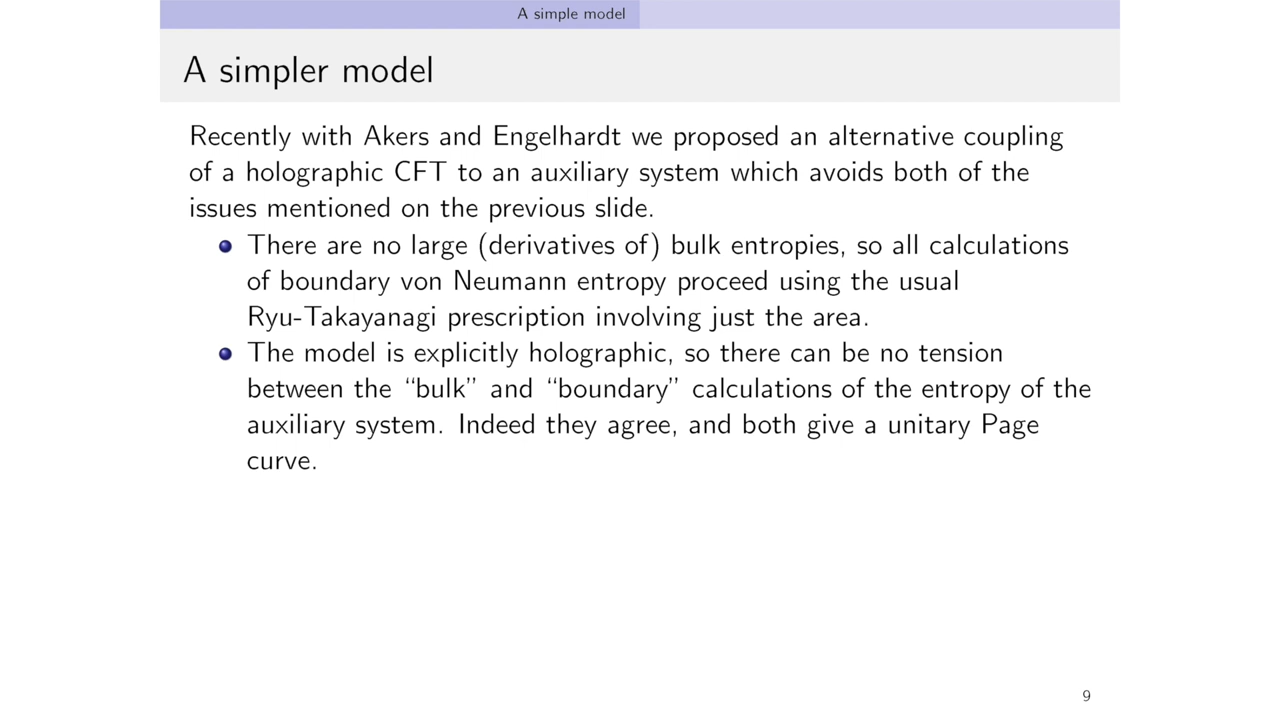 A simple model
A simpler model
Recently with Akers and Engelhardt we proposed an alternative coupling
of a holographic CFT to an auxiliary system which avoids both of the
issues mentioned on the previous slide.
There are no large (derivatives of) bulk entropies, so all calculations
of boundary von Neumann entropy proceed using the usual
Ryu-Takayanagi prescription involving just the area.
The model is explicitly holographic, so there can be no tension
between the “bulk” and “boundary” calculations of the entropy of the
auxiliary system. Indeed they agree, and both give a unitary Page
curve.
9